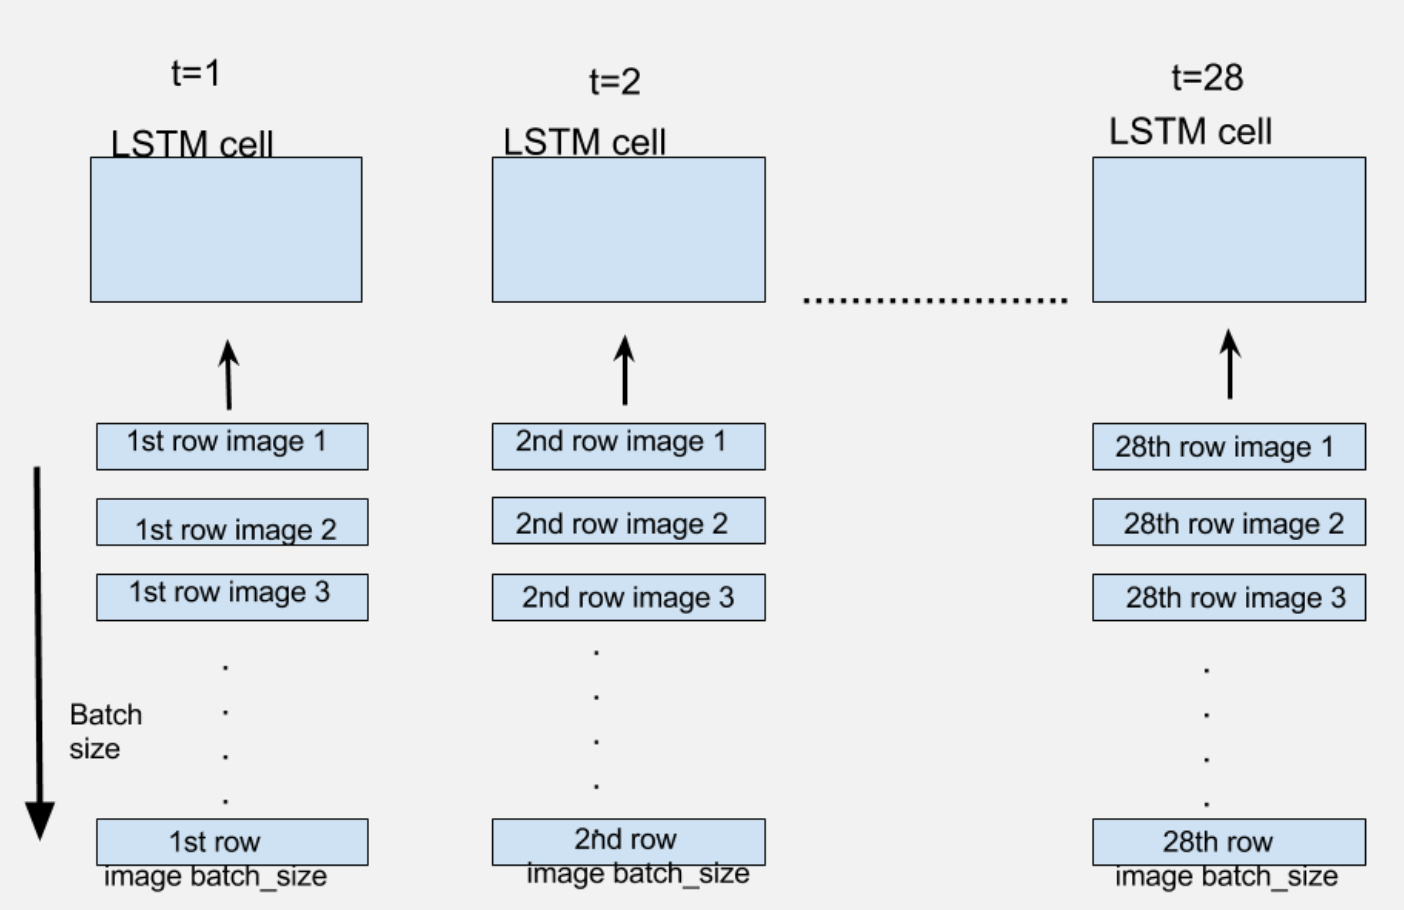 t=1
t=2
t=28
LSTM cell
LSTM cell
LSTM cell
1st row image 1
2nd row image 1
28th row image 1
1st row image 2
2nd row image 2
28th row image 2
1st row image 3
2nd row image 3
28th row image 3
Batch
size
1st row
image batch_size
2nd row
image batch_size
28th row
image batch_size